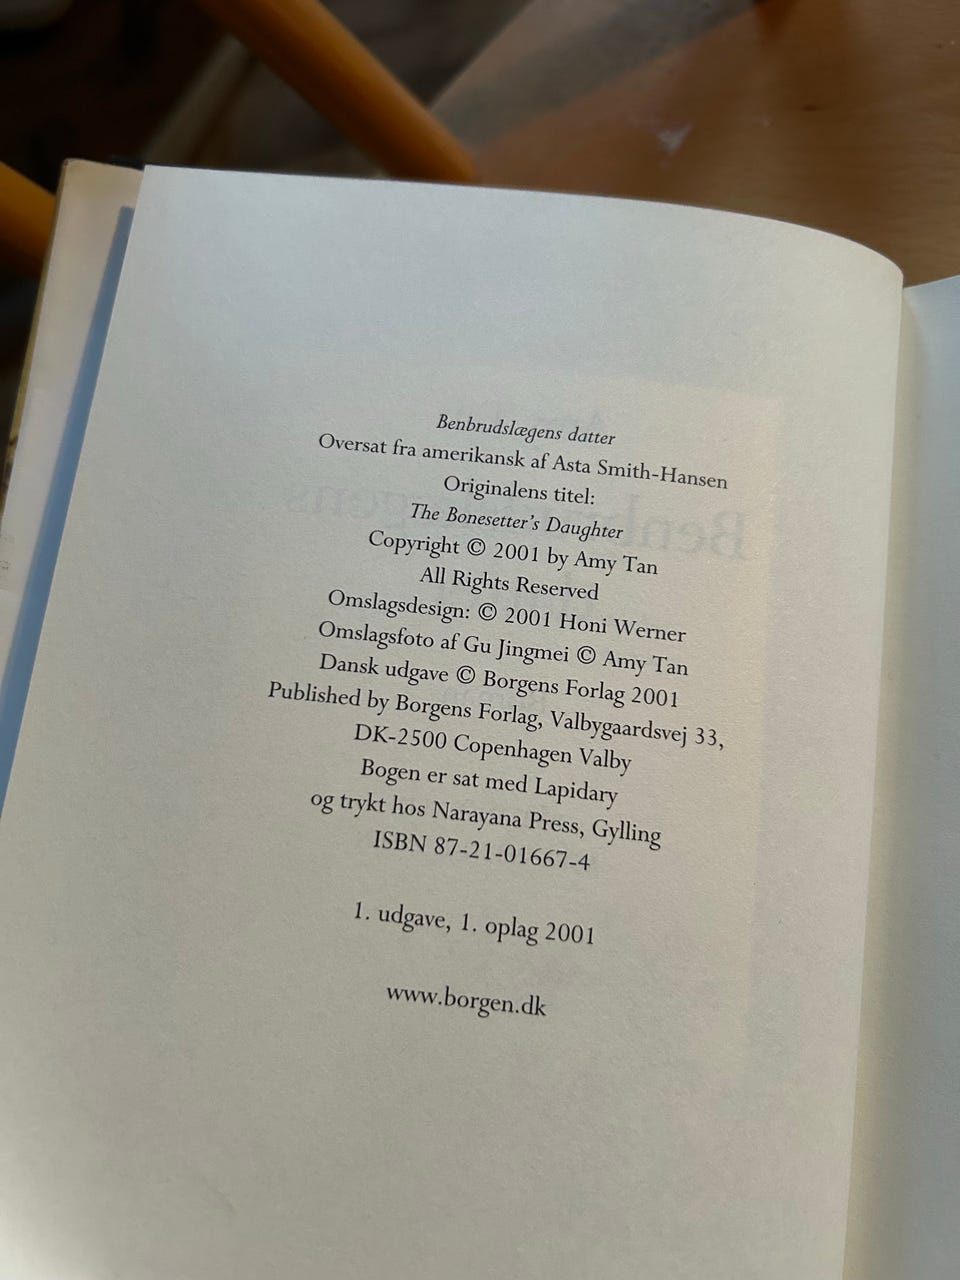 Benbrudslægens datter
Oversat fra amerikansk af Asta Smith-Hansen
Originalens titel:
The Bonesetter's Daughter
Copyright © 2001 by Amy Tan
All Rights Reserved
Omslagsdesign: © 2001 Honi Werner
Omslagsfoto af Gu Jingmei © Amy Tan
Dansk udgave © Borgens Forlag 2001
Published by Borgens Forlag, Valbygaardsvej 33,
DK-2500 Copenhagen Valby
Bogen er sat med Lapidary
og trykt hos Narayana Press, Gylling
ISBN 87-21-01667-4
1. udgave, 1. oplag 2001
www.borgen.dk